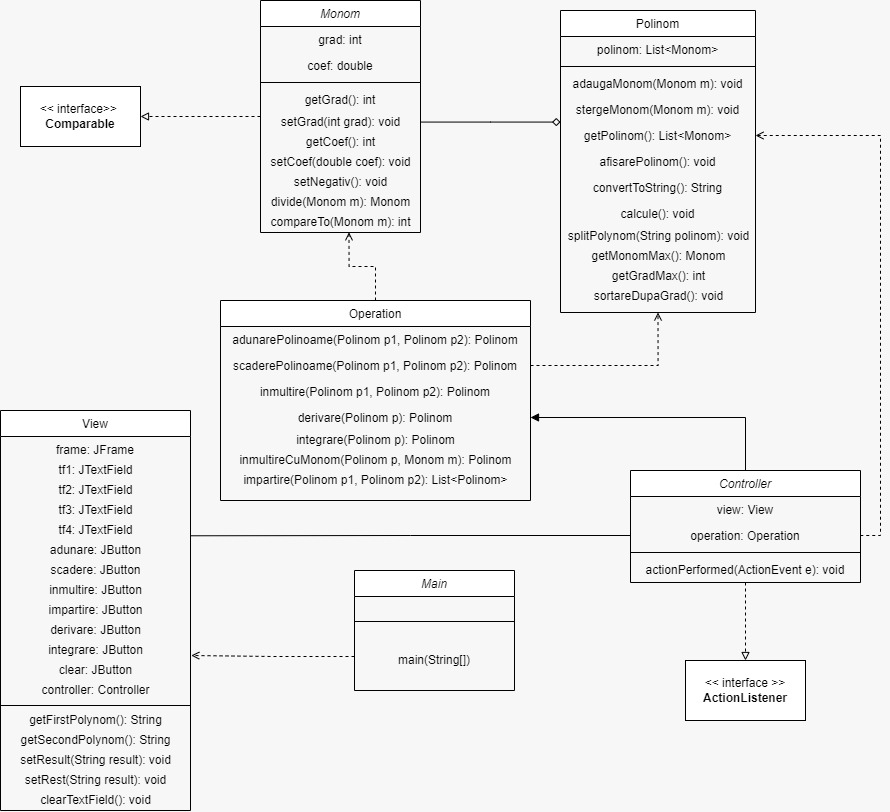 Monom
grad: int
coef: double
getGrad(): int
setGrad(int grad): void
getCoef(): int
setCoef(double coef): void
setNegativ(): void
divide(Monom m): Monom
compareTo(Monom m): int
Polinom
polinom: List<Monom>
adaugaMonom(Monom m): void
stergeMonom(Monom m): void
getPolinom(): List<Monom>
afisarePolinom(): void
convertToString(): String
calcule(): void
splitPolynom(String polinom): void
getMonomMax(): Monom
getGradMax(): int
sortareDupaGrad(): void
<< interface>>
Comparable
Operation
adunarePolinoame(Polinom p1, Polinom p2): Polinom
scaderePolinoame(Polinom p1, Polinom p2): Polinom
inmultire(Polinom p1, Polinom p2): Polinom
derivare(Polinom p): Polinom
integrare(Polinom p): Polinom
inmultireCuMonom(Polinom p, Monom m): Polinom
impartire(Polinom p1, Polinom p2): List<Polinom>
View
frame: JFrame
tf1: JTextField
tf2: JTextField
tf3: JTextField
tf4: JTextField
adunare: JButton
scadere: JButton
inmultire: JButton
impartire: JButton
derivare: JButton
integrare: JButton
clear: JButton
controller: Controller
getFirstPolynom(): String
getSecondPolynom(): String
setResult(String result): void
setRest(String result): void
clearTextField(): void
Controller
view: View
operation: Operation
actionPerformed(ActionEvent e): void
Main
main(String[])
<< interface >>
ActionListener